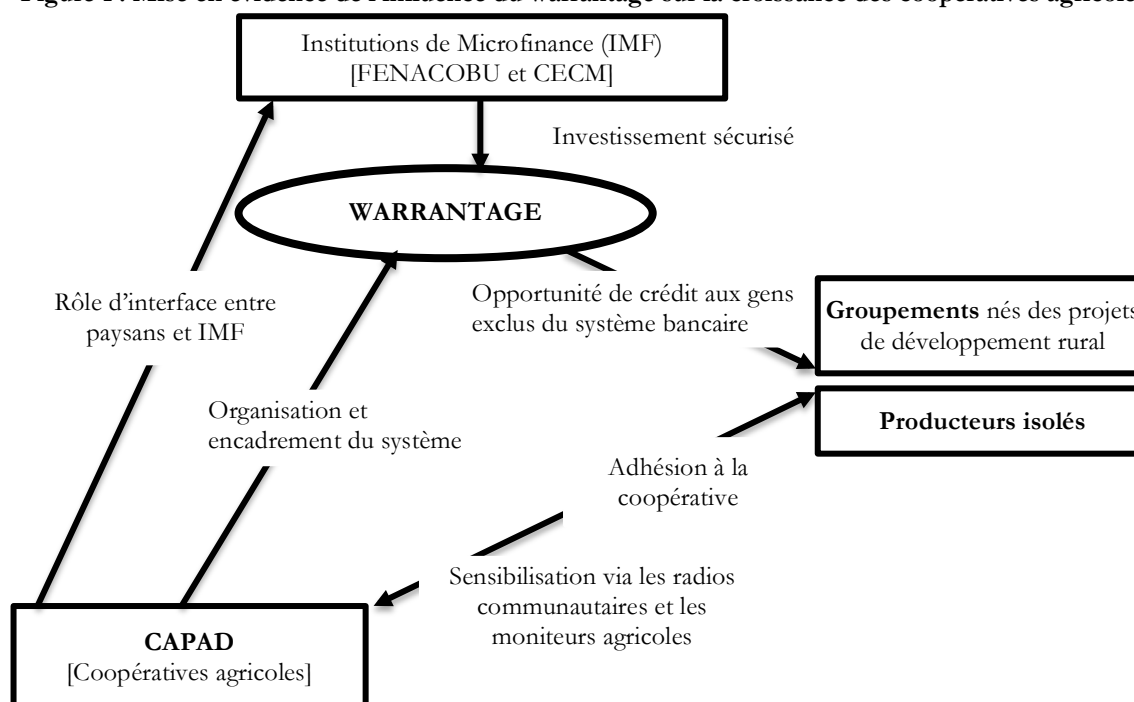 Institutions de Microfinance (IMF)
[FENACOBU et CECM]
Investissement sécurisé
WARRANTAGE
Rôle d'interface entre
paysans et IMF
Opportunité de crédit aux gens
exclus du système bancaire
Groupements nés des projets
de développement rural
Organisation et
encadrement du système
Producteurs isolés
Adhésion à la
coopérative
Sensibilisation via les radios
communautaires et les
moniteurs agricoles
CAPAD
[Coopératives agricoles]